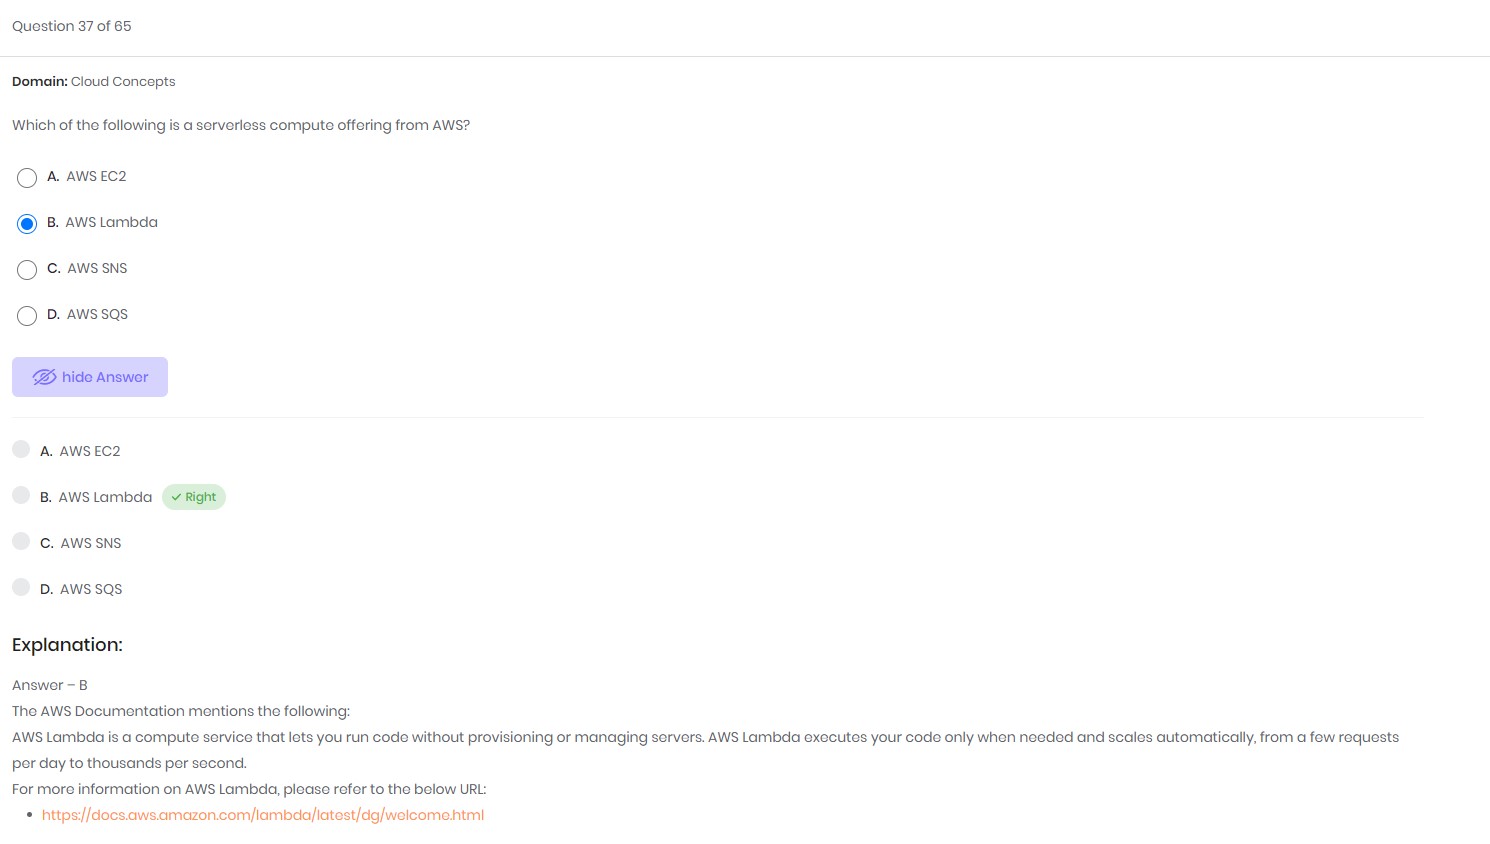 Question 37 of 65
Domain: Cloud Concepts
Which of the following is a serverless compute offering from AWS?
A. AWS EC2
B. AWS Lambda
C. AWS SNS
D. AWS SQS
hide Answer
A. AWS EC2
B. AWS Lambda Right
C. AWS SNS
D. AWS SQS
Explanation:
Answer – B
The AWS Documentation mentions the following:
AWS Lambda is a compute service that lets you run code without provisioning or managing servers. AWS Lambda executes your code only when needed and scales automatically, from a few requests
per day to thousands per second.
For more information on AWS Lambda, please refer to the below URL:
• https://docs.aws.amazon.com/lambda/latest/dg/welcome.html